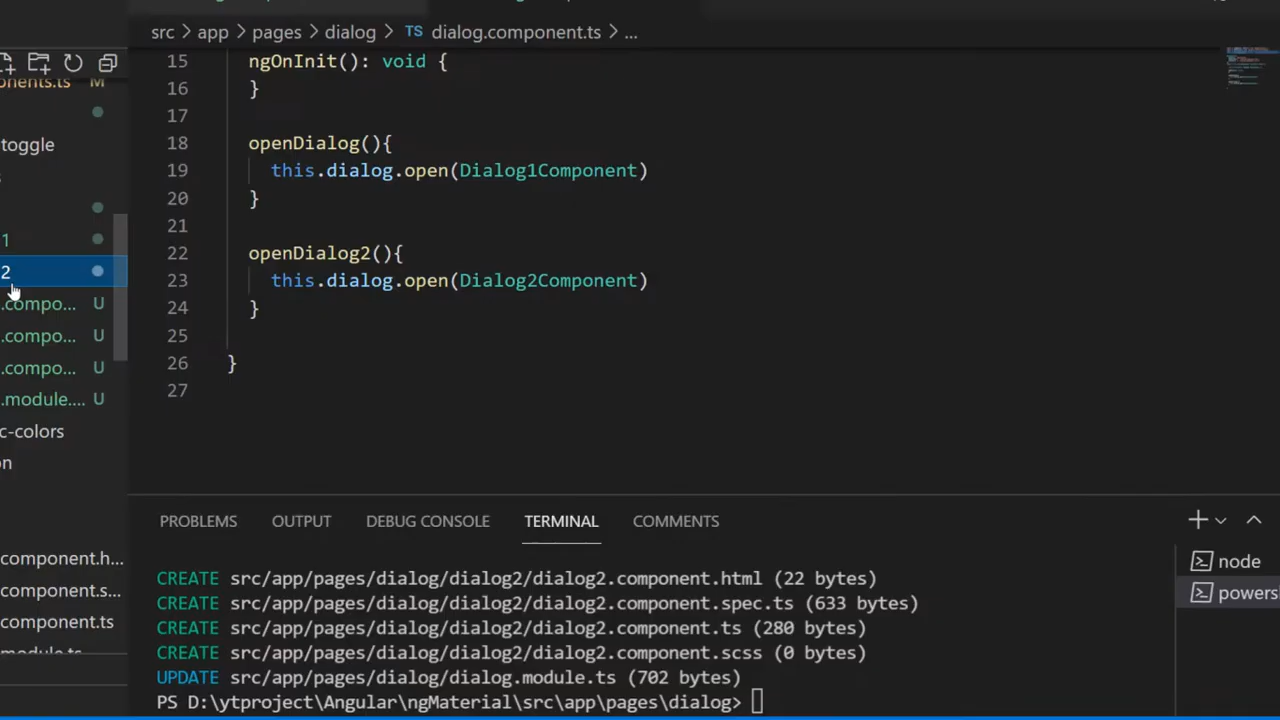 src > app > pages > dialog > TS dialog.component.ts > ...
15 ngOnInit(): void {
16 }
17
18 openDialog(){
19 this.dialog.open(Dialog1Component)
20 }
21
22 openDialog2(){
23 this.dialog.open(Dialog2Component)
24 }
25
26 }
27
onents.ts M
toggle
1
2
.compo... U
.compo... U
.compo... U
.module.... U
c-colors
on
component.h...
component.s...
component.ts
module.ts
PROBLEMS OUTPUT DEBUG CONSOLE TERMINAL COMMENTS
CREATE src/app/pages/dialog/dialog2/dialog2.component.html (22 bytes)
CREATE src/app/pages/dialog/dialog2/dialog2.component.spec.ts (633 bytes)
CREATE src/app/pages/dialog/dialog2/dialog2.component.ts (280 bytes)
CREATE src/app/pages/dialog/dialog2/dialog2.component.scss (0 bytes)
UPDATE src/app/pages/dialog/dialog.module.ts (702 bytes)
PS D:\ytproject\Angular\ngMaterial\src\app\pages\dialog>
node
powers